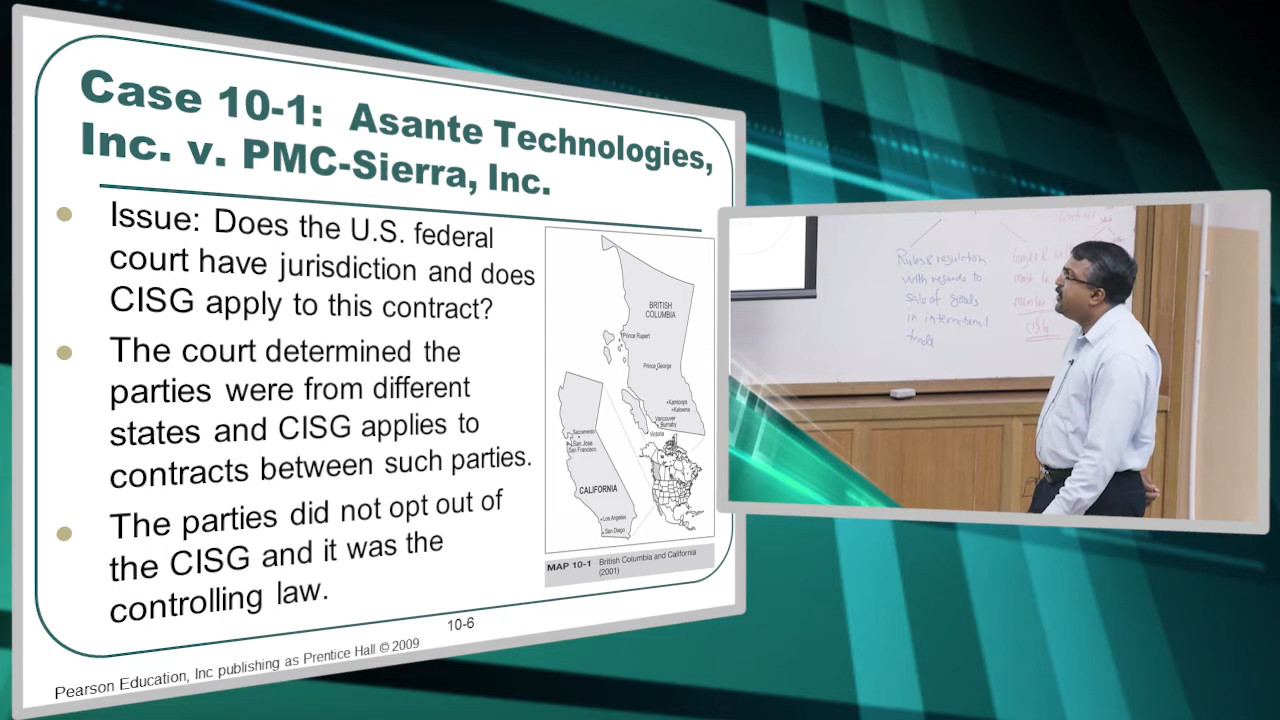 Case 10-1: Asante Technologies,
Inc. v. PMC-Sierra, Inc.
Issue: Does the U.S. federal
court have jurisdiction and does
CISG apply to this contract?
The court determined the
parties were from different
states and CISG applies to
contracts between such parties.
The parties did not opt out of
the CISG and it was the
controlling law.
BRITISH
COLUMBIA
Prince Rupert
Prince George
Kamloops
Kelowna
Vancouver
Burnaby
Victoria
Sacramento
San Jose
San Francisco
CALIFORNIA
Los Angeles
San Diego
MAP 10-1 British Columbia and California
(2001)
10-6
Pearson Education, Inc publishing as Prentice Hall © 2009
Rules & regulation
with regards to
sale of goods
in international
trade
Contract
must
member
CISG